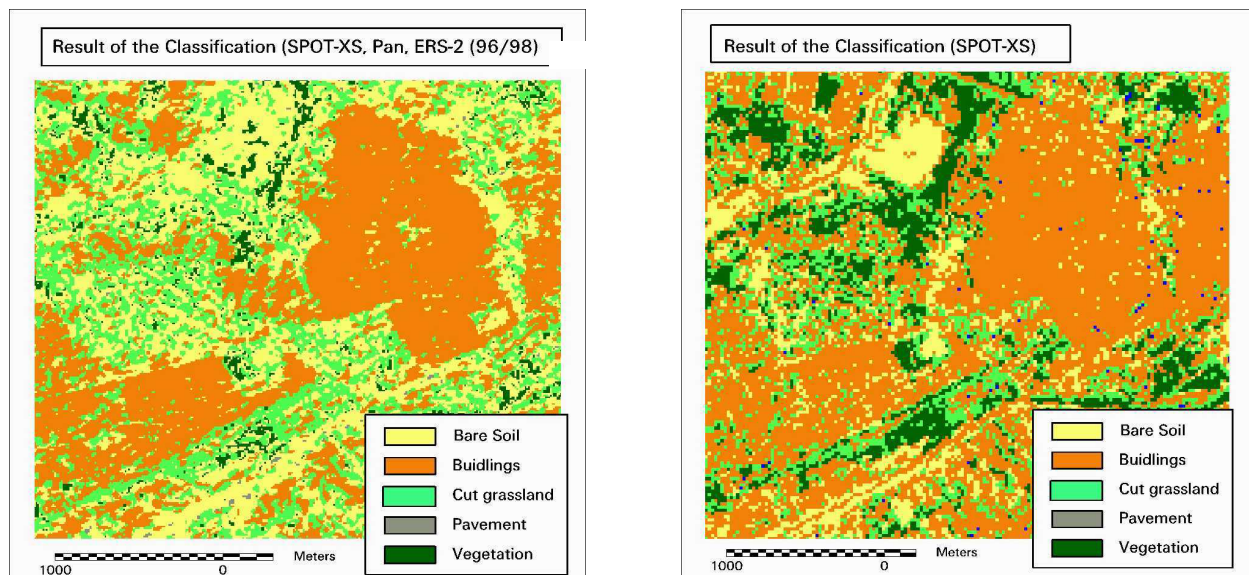 Result of the Classification (SPOT-XS, Pan, ERS-2 (96/98)
Bare Soil
Buidlings
Cut grassland
Pavement
Vegetation
1000 0 Meters
Result of the Classification (SPOT-XS)
Bare Soil
Buidlings
Cut grassland
Pavement
Vegetation
1000 0 Meters